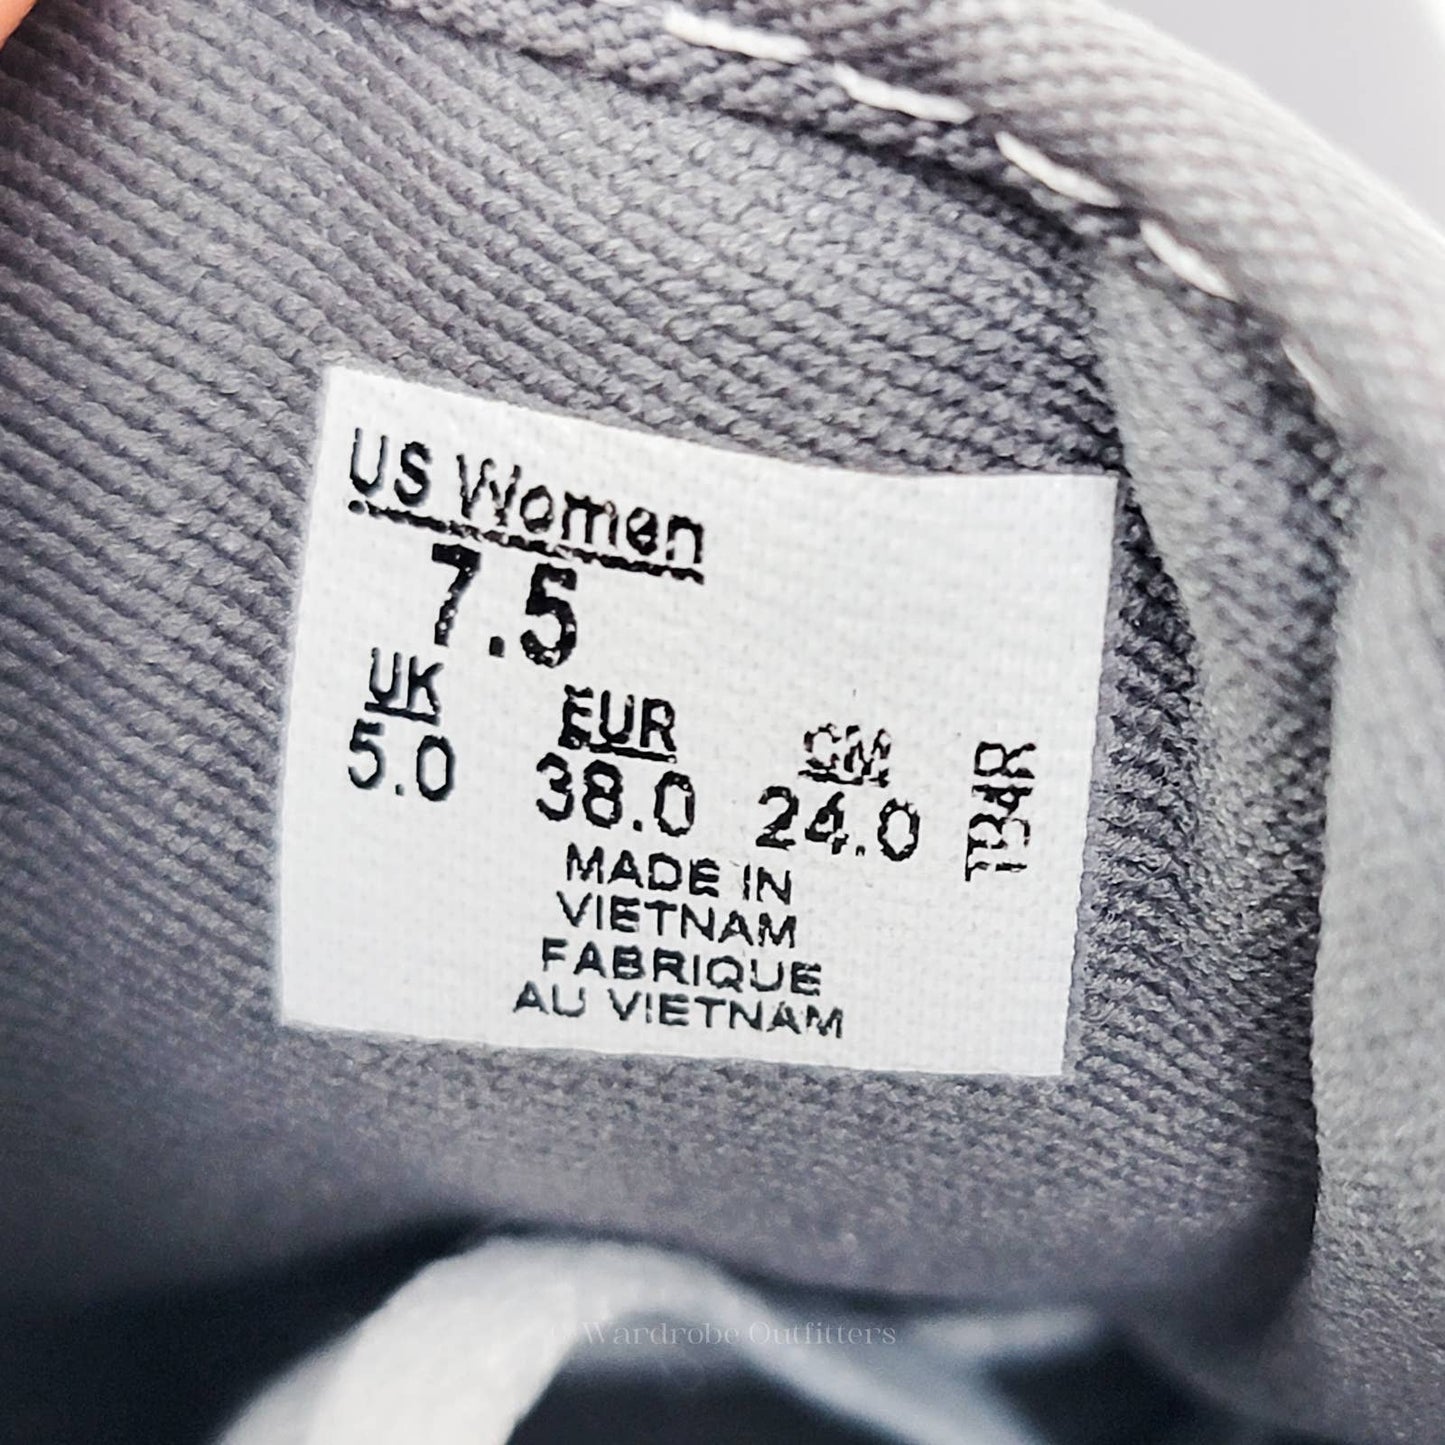 US Women
7.5
UK EUR CM
5.0 38.0 24.0
TB4R
MADE IN
VIETNAM
FABRIQUE
AU VIETNAM
Wardrobe Outfitters